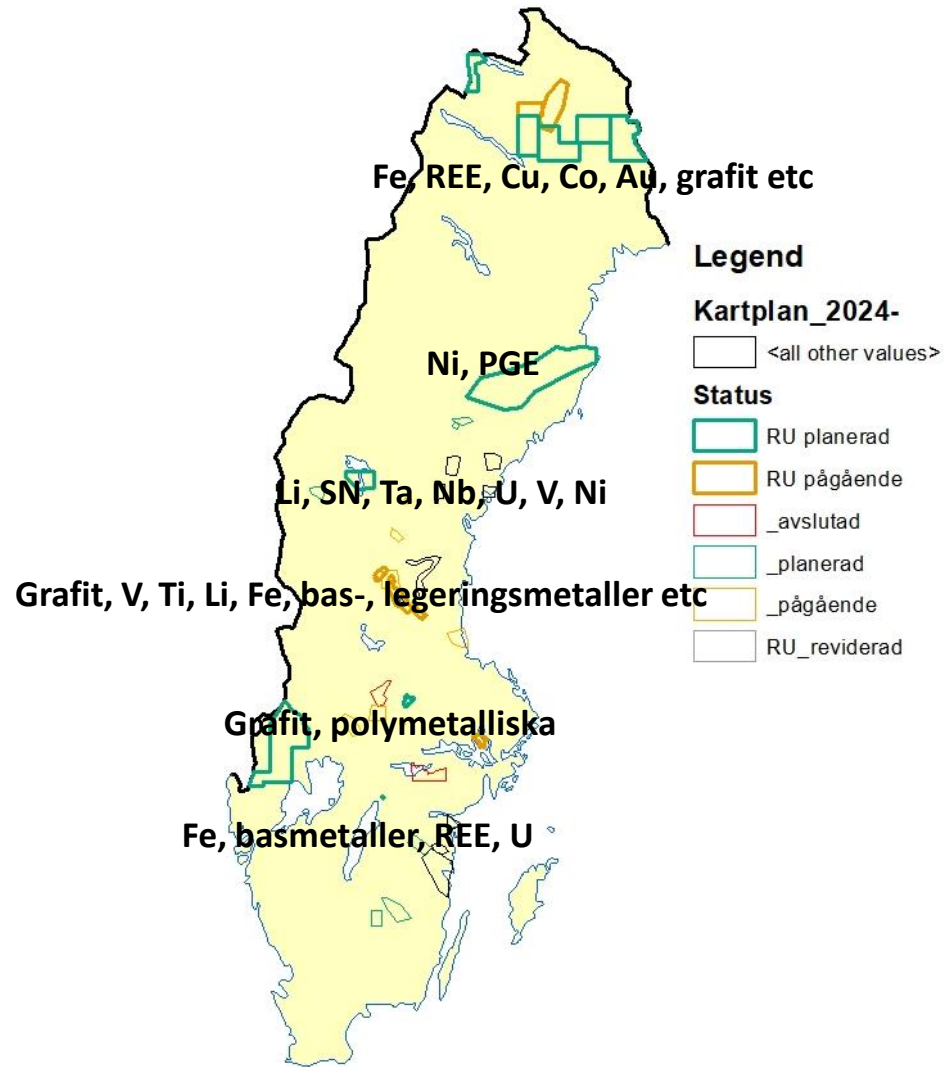 Fe, REE, Cu, Co, Au, grafit etc
Legend
Kartplan_2024-
<all other values>
Ni, PGE
Status
RU planerad
RU pågående
Li, SN, Ta, Nb, U, V, Ni
_avslutad
_planerad
Grafit, V, Ti, Li, Fe, bas-, legeringsmetaller etc
_pågående
RU_reviderad
Grafit, polymetalliska
Fe, basmetaller, REE, U